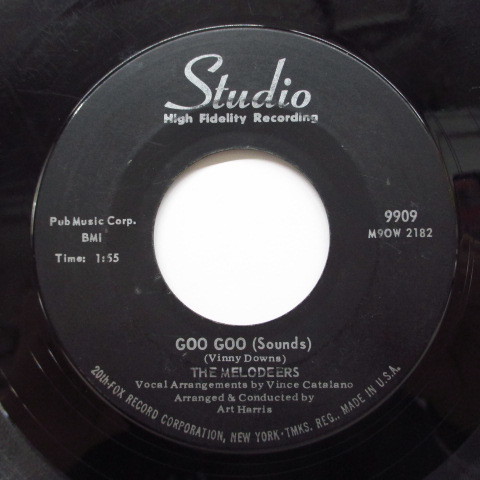 Studio
High Fidelity Recording
Pub Music Corp.
BMI
Time: 1:55
9909
M9OW 2182
GOO GOO (Sounds)
(Vinny Downs)
THE MELODEERS
Vocal Arrangements by Vince Catalano
Arranged & Conducted by
Art Harris
20th-FOX RECORD CORPORATION, NEW YORK-TMKS. REG., MADE IN U.S.A.